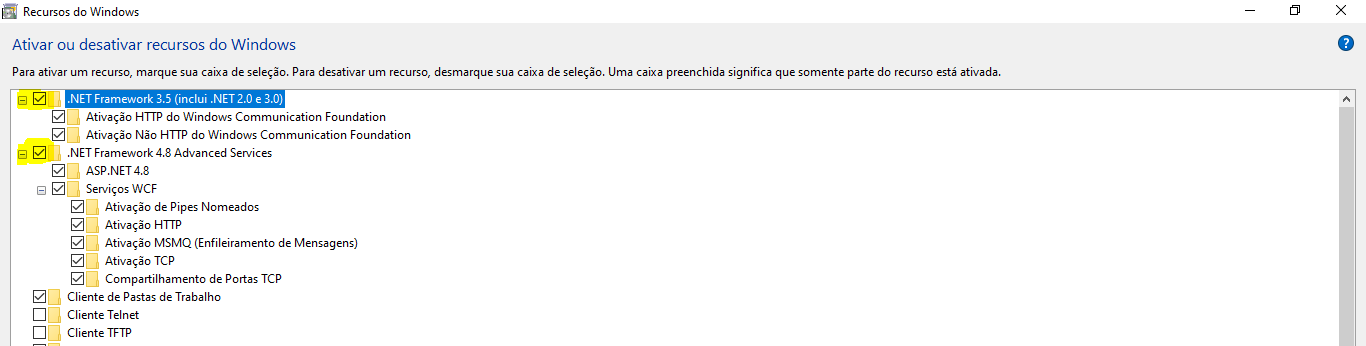 Recursos do Windows
Ativar ou desativar recursos do Windows
Para ativar um recurso, marque sua caixa de seleção. Para desativar um recurso, desmarque sua caixa de seleção. Uma caixa preenchida significa que somente parte do recurso está ativada.
.NET Framework 3.5 (inclui .NET 2.0 e 3.0)
Ativação HTTP do Windows Communication Foundation
Ativação Não HTTP do Windows Communication Foundation
.NET Framework 4.8 Advanced Services
ASP.NET 4.8
Serviços WCF
Ativação de Pipes Nomeados
Ativação HTTP
Ativação MSMQ (Enfileiramento de Mensagens)
Ativação TCP
Compartilhamento de Portas TCP
Cliente de Pastas de Trabalho
Cliente Telnet
Cliente TFTP